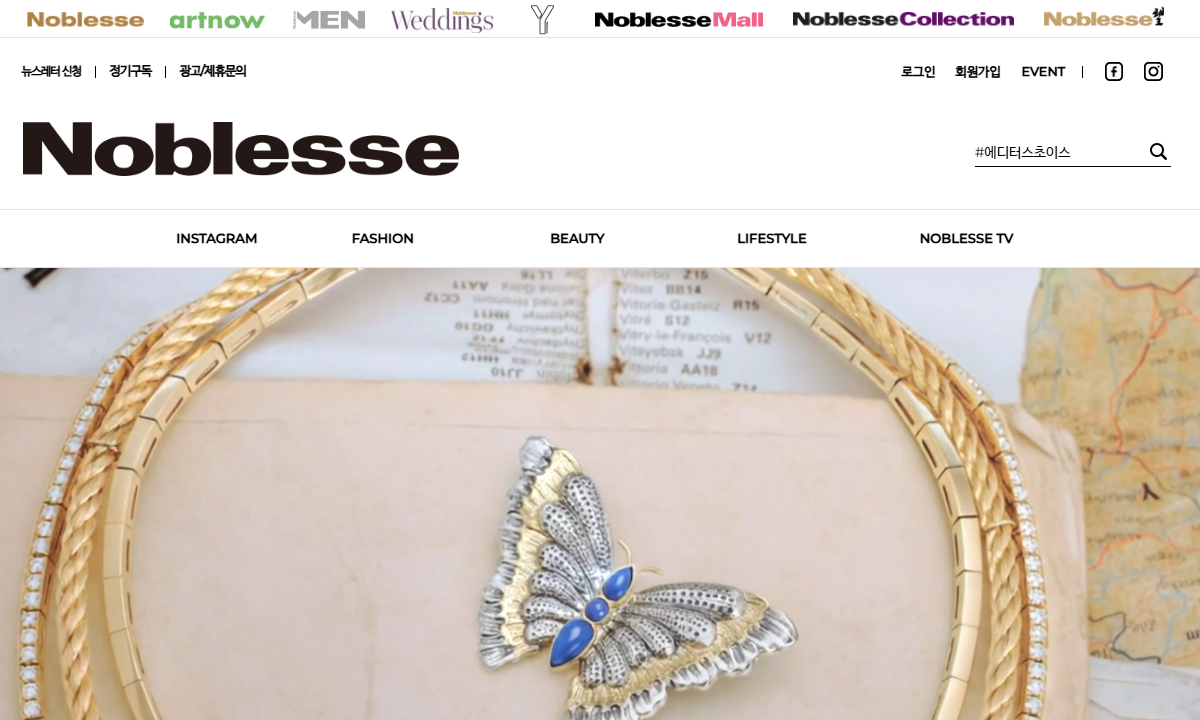 Noblesse artnow MEN Weddings Y NoblesseMall NoblesseCollection Noblesse
뉴스레터 신청 정기구독 광고/제휴문의 로그인 회원가입 EVENT
Noblesse
#에디터스초이스
INSTAGRAM FASHION BEAUTY LIFESTYLE NOBLESSE TV
Viterbo Z15
Vitez BB14
Vitoria-Gasteiz R15
Vitré S12
Vitry-le-François V12
Vitsyebsk JJ9
Vittoria AA18